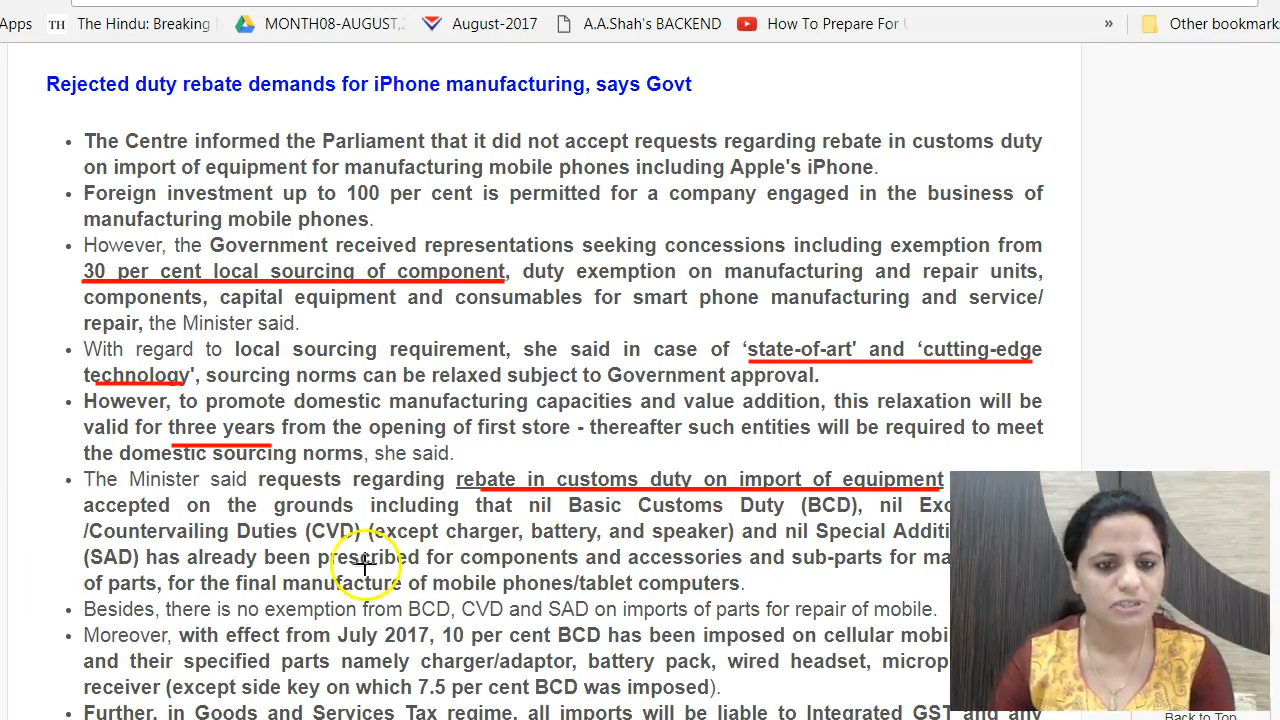 Apps TH The Hindu: Breaking MONTH08-AUGUST,2 August-2017 A.A.Shah's BACKEND How To Prepare For » Other bookmarks
Rejected duty rebate demands for iPhone manufacturing, says Govt
• The Centre informed the Parliament that it did not accept requests regarding rebate in customs duty
on import of equipment for manufacturing mobile phones including Apple's iPhone.
• Foreign investment up to 100 per cent is permitted for a company engaged in the business of
manufacturing mobile phones.
• However, the Government received representations seeking concessions including exemption from
30 per cent local sourcing of component, duty exemption on manufacturing and repair units,
components, capital equipment and consumables for smart phone manufacturing and service/
repair, the Minister said.
• With regard to local sourcing requirement, she said in case of ‘state-of-art' and ‘cutting-edge
technology', sourcing norms can be relaxed subject to Government approval.
• However, to promote domestic manufacturing capacities and value addition, this relaxation will be
valid for three years from the opening of first store - thereafter such entities will be required to meet
the domestic sourcing norms, she said.
• The Minister said requests regarding rebate in customs duty on import of equipment
accepted on the grounds including that nil Basic Customs Duty (BCD), nil Exc
/Countervailing Duties (CVD) (except charger, battery, and speaker) and nil Special Additi
(SAD) has already been prescribed for components and accessories and sub-parts for ma
of parts, for the final manufacture of mobile phones/tablet computers.
• Besides, there is no exemption from BCD, CVD and SAD on imports of parts for repair of mobile.
• Moreover, with effect from July 2017, 10 per cent BCD has been imposed on cellular mobi
and their specified parts namely charger/adaptor, battery pack, wired headset, microp
receiver (except side key on which 7.5 per cent BCD was imposed).
• Further, in Goods and Services Tax regime, all imports will be liable to Integrated GST and any
Back to Top